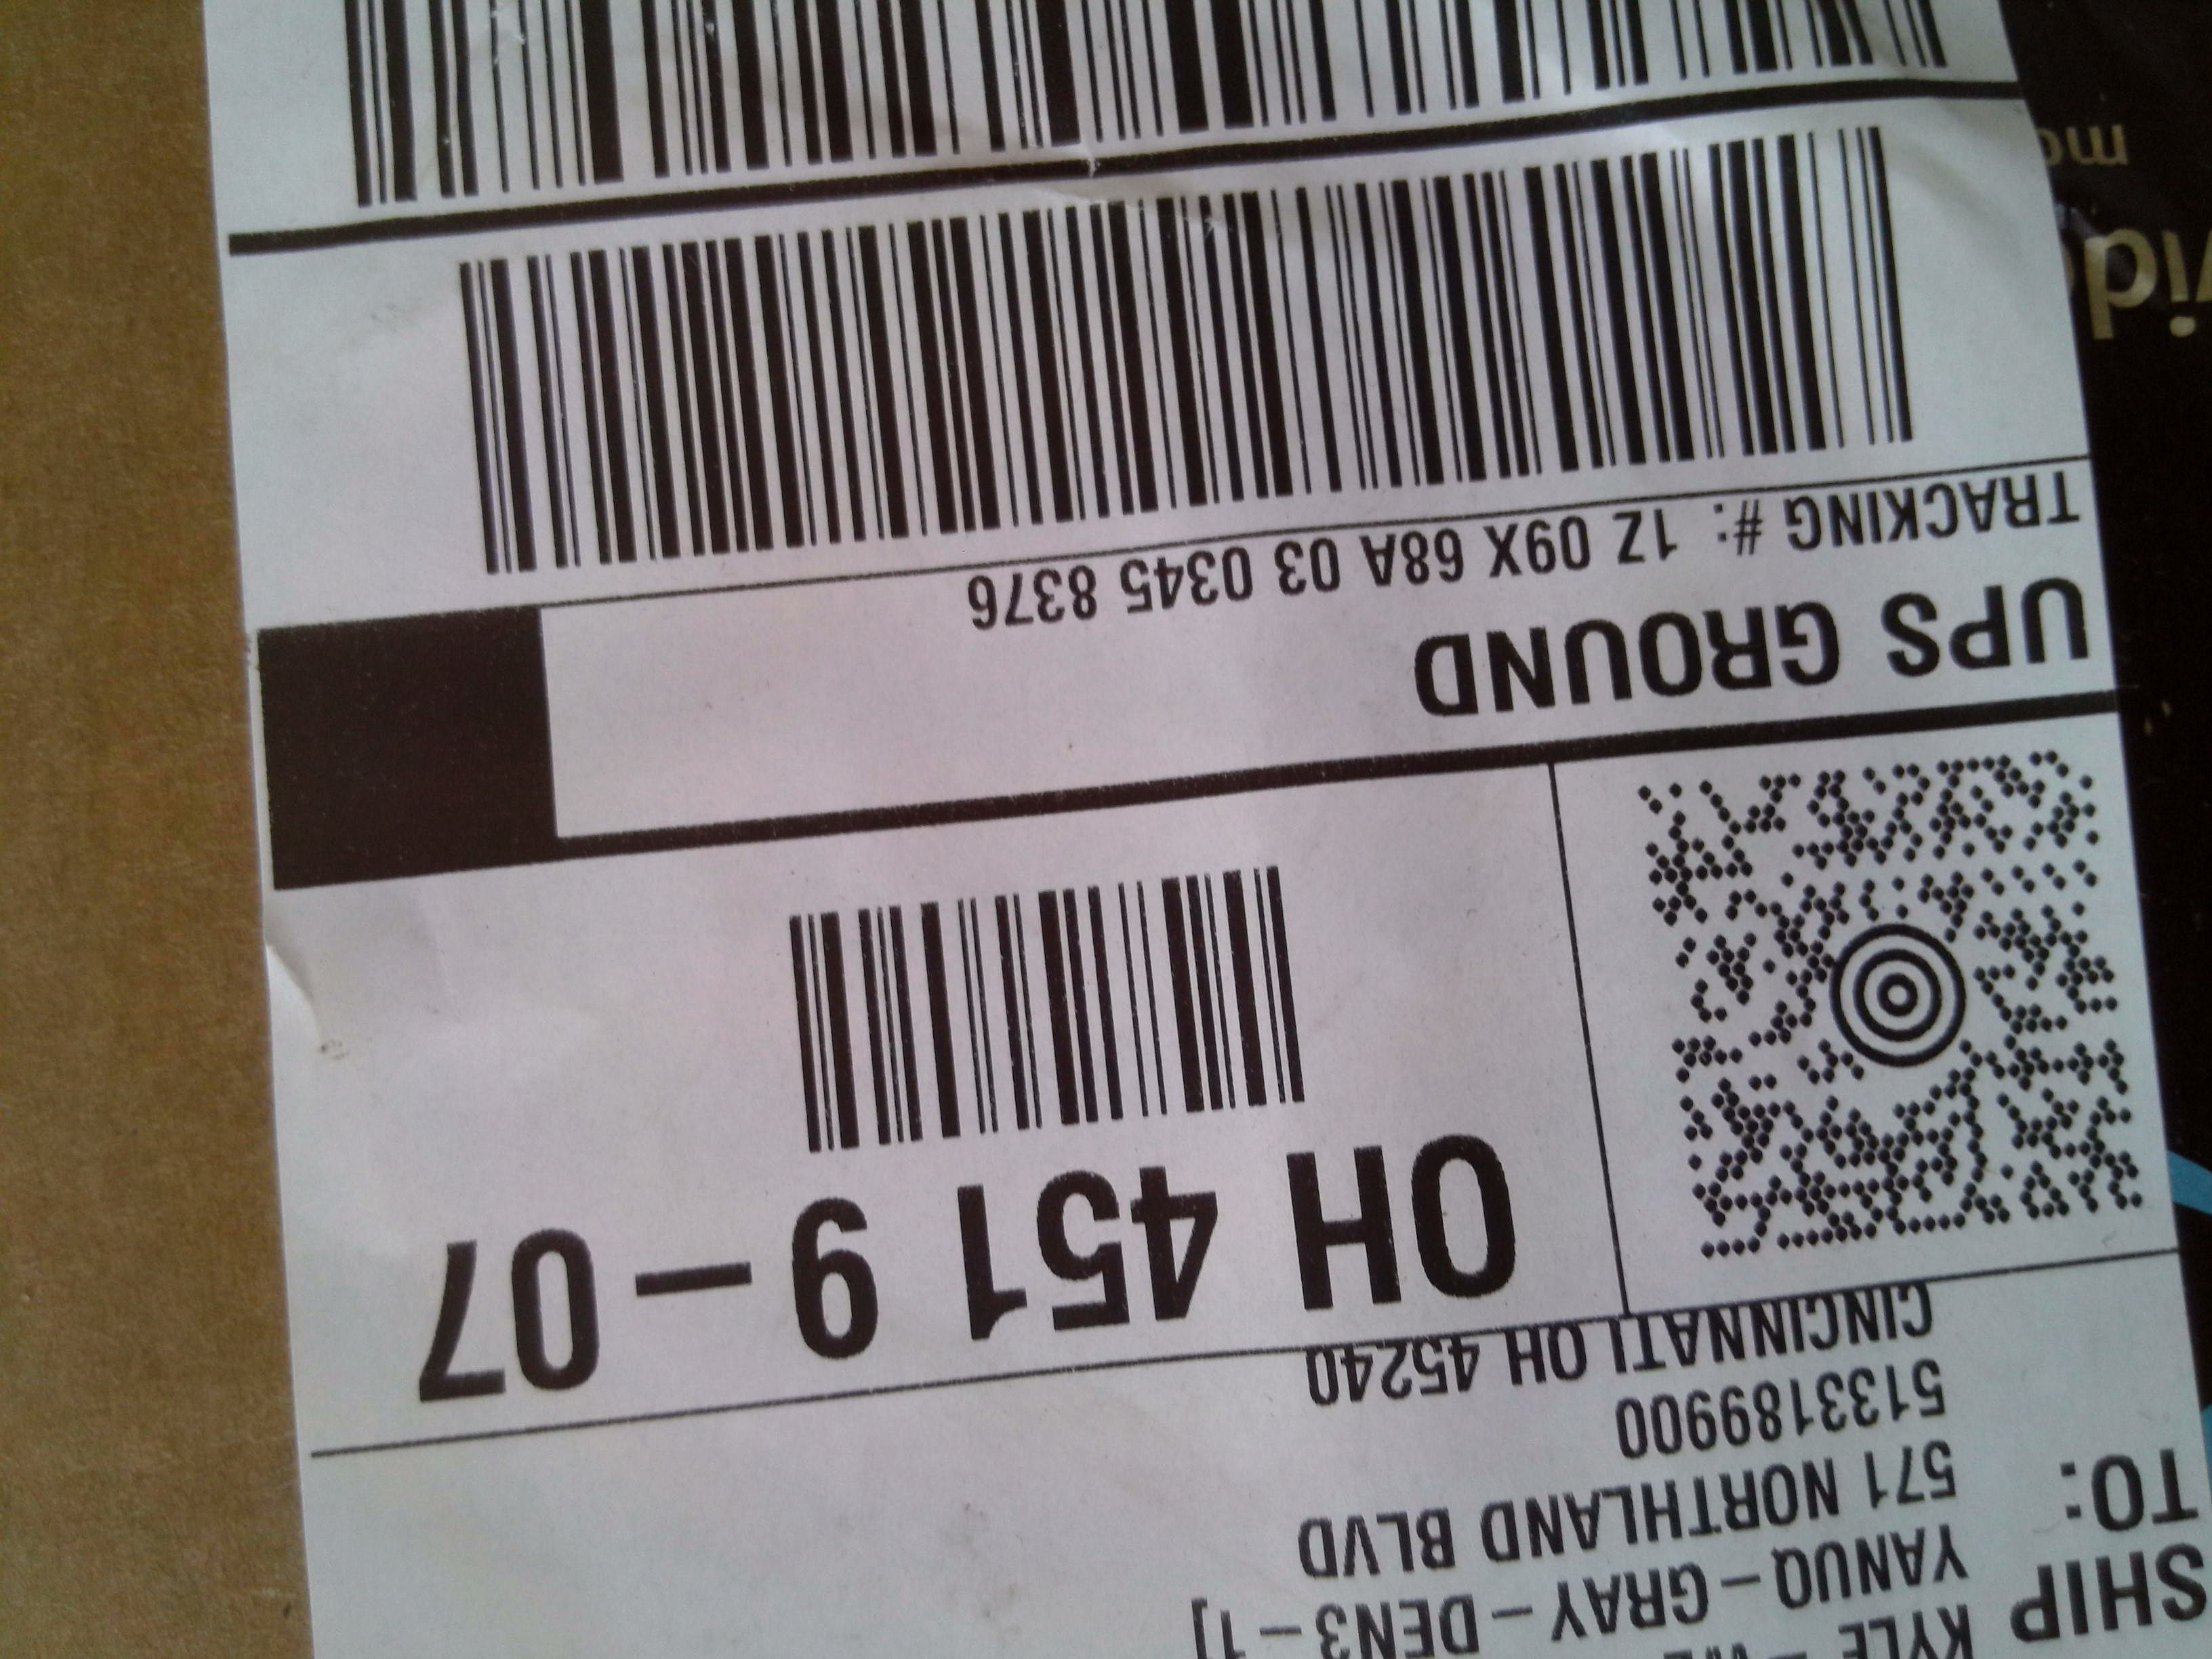 SHIP
TO:
KYLE
YANUQ-GRAY-DEN3-1]
571 NORTHLAND BLVD
5133189900
CINCINNATI OH 45240
OH 451 9-07
UPS GROUND
TRACKING #: 1Z 09X 68A 03 0345 8376